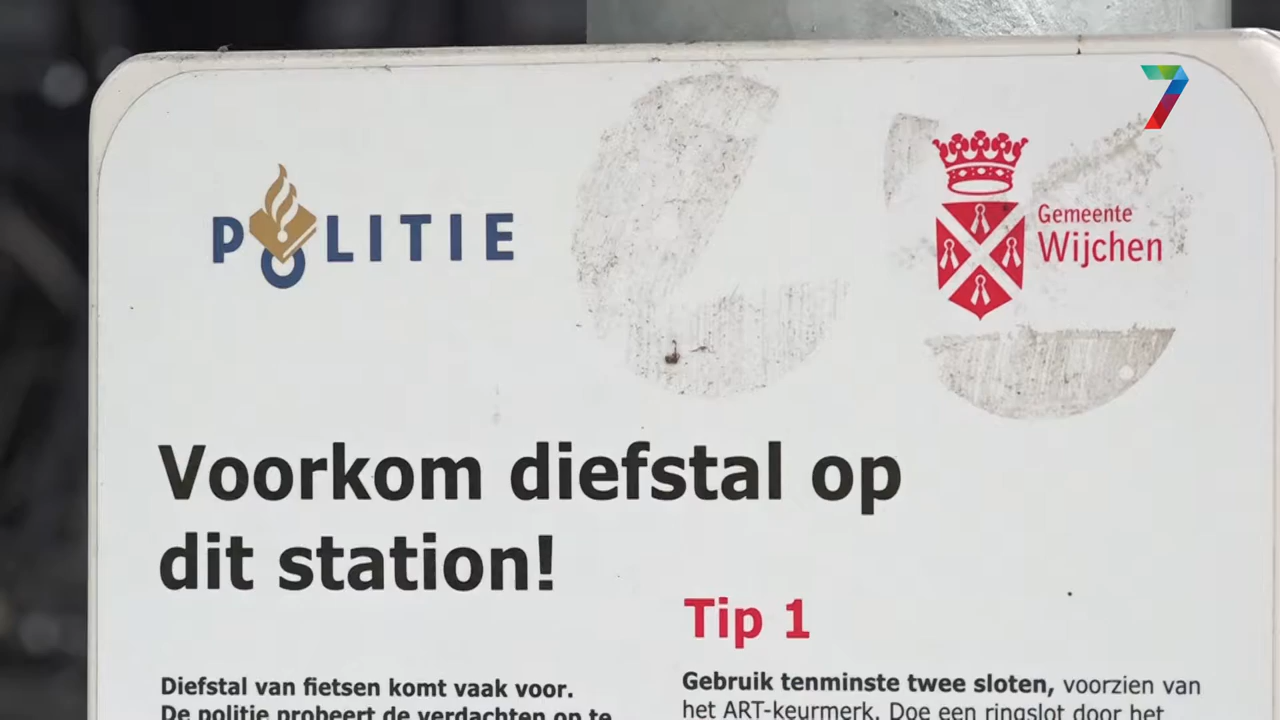 7
POLITIE
Gemeente
Wijchen
Voorkom diefstal op
dit station!
Diefstal van fietsen komt vaak voor.
De politie probeert de verdachten op te
Tip 1
Gebruik tenminste twee sloten, voorzien van
het ART-keurmerk. Doe een ringslot door het